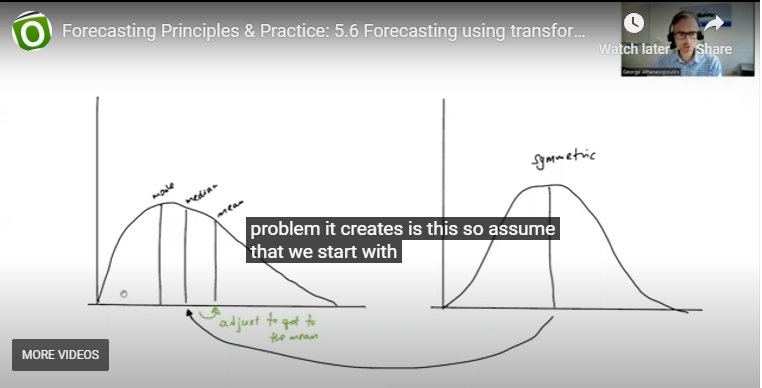 Forecasting Principles & Practice: 5.6 Forecasting using transfor...
Watch later
Share
George Athanasopoulos
symmetric
mode
median
mean
problem it creates is this so assume
that we start with
adjust to get to
the mean
MORE VIDEOS